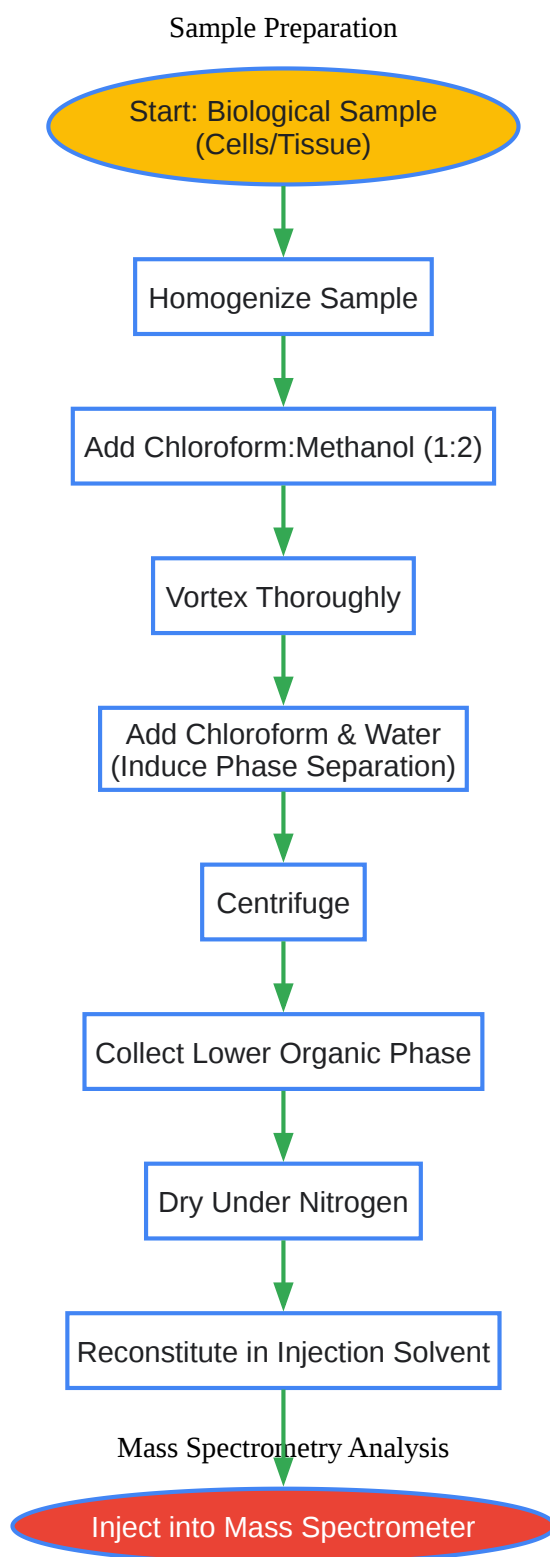 Sample Preparation
Start: Biological Sample
(Cells/Tissue)
Homogenize Sample
Add Chloroform:Methanol (1:2)
Vortex Thoroughly
Add Chloroform & Water
(Induce Phase Separation)
Centrifuge
Collect Lower Organic Phase
Dry Under Nitrogen
Reconstitute in Injection Solvent
Mass Spectrometry Analysis
Inject into Mass Spectrometer